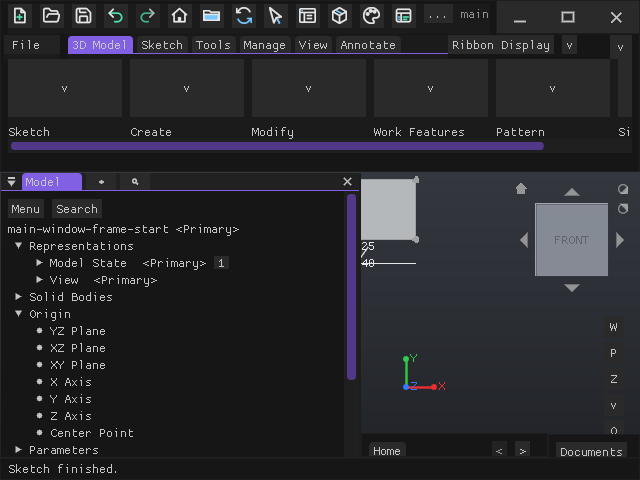 ... main
File 3D Model Sketch Tools Manage View Annotate Ribbon Display v v
v v v v v
Sketch Create Modify Work Features Pattern Si
Model
Menu Search
main-window-frame-start <Primary>
Representations
Model State <Primary> 1
View <Primary>
Solid Bodies
Origin
YZ Plane
XZ Plane
XY Plane
X Axis
Y Axis
Z Axis
Center Point
Parameters
25
40
FRONT
W
P
Z
v
O
Y
Z X
Home < > Documents
Sketch finished.